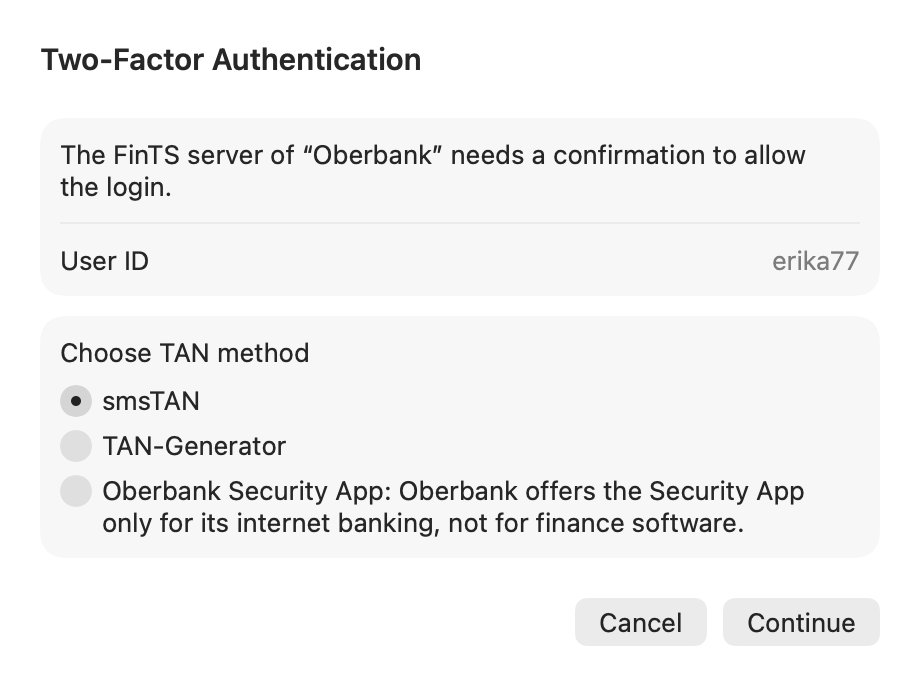 Two-Factor Authentication
The FinTS server of “Oberbank” needs a confirmation to allow
the login.
User ID
erika77
Choose TAN method
smsTAN
TAN-Generator
Oberbank Security App: Oberbank offers the Security App
only for its internet banking, not for finance software.
Cancel
Continue